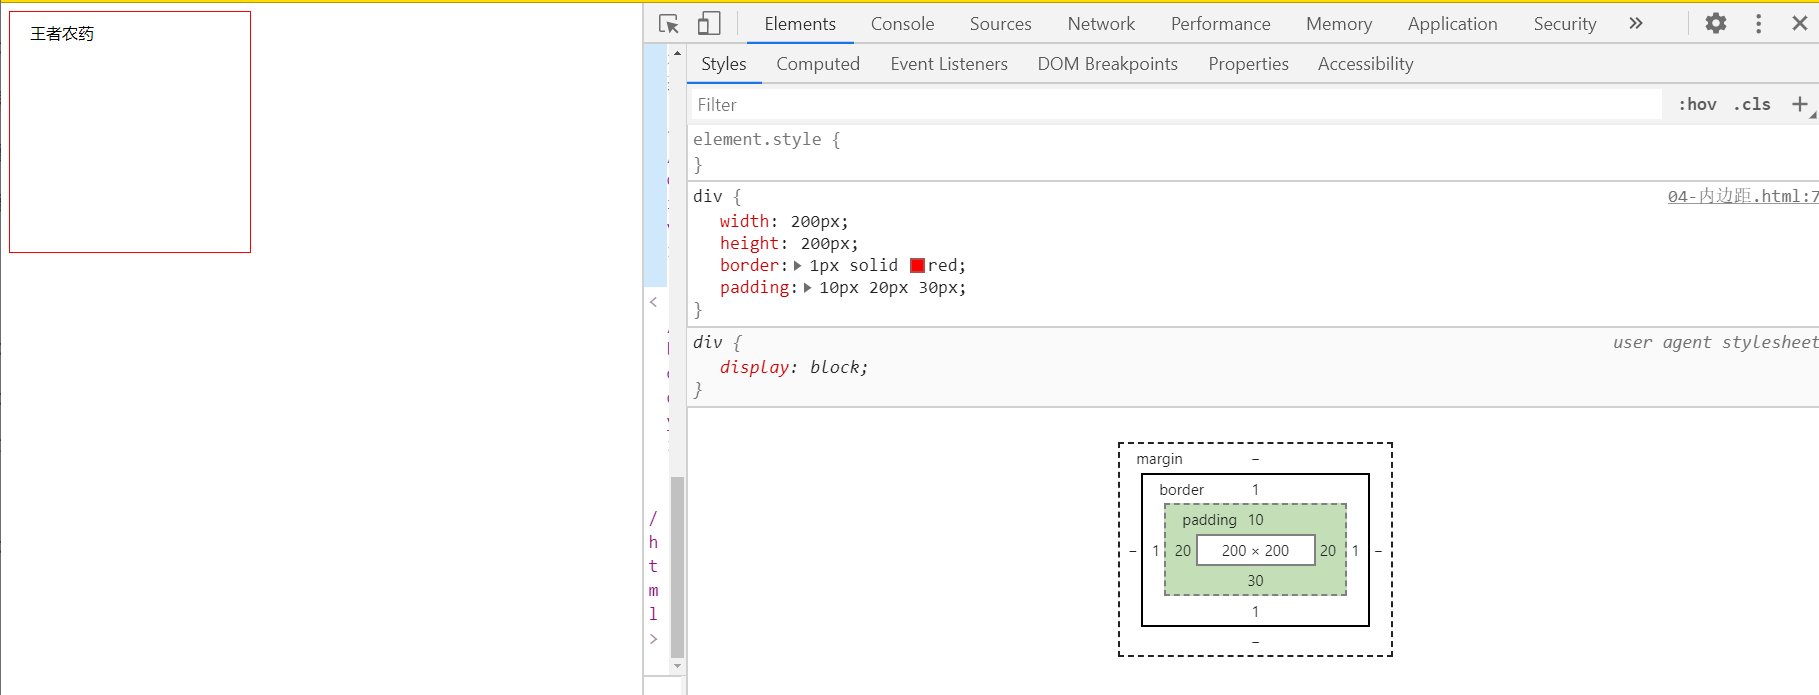 王者农药
Elements Console Sources Network Performance Memory Application Security »
Styles Computed Event Listeners DOM Breakpoints Properties Accessibility
Filter :hov .cls +
element.style {
}
div { 04-内边距.html:7
width: 200px;
height: 200px;
border: 1px solid red;
padding: 10px 20px 30px;
}
div { user agent stylesheet
display: block;
}
<
/
h
t
m
l
>
margin –
border 1
padding 10
– 1 20 200 × 200 20 1 –
30
1
–